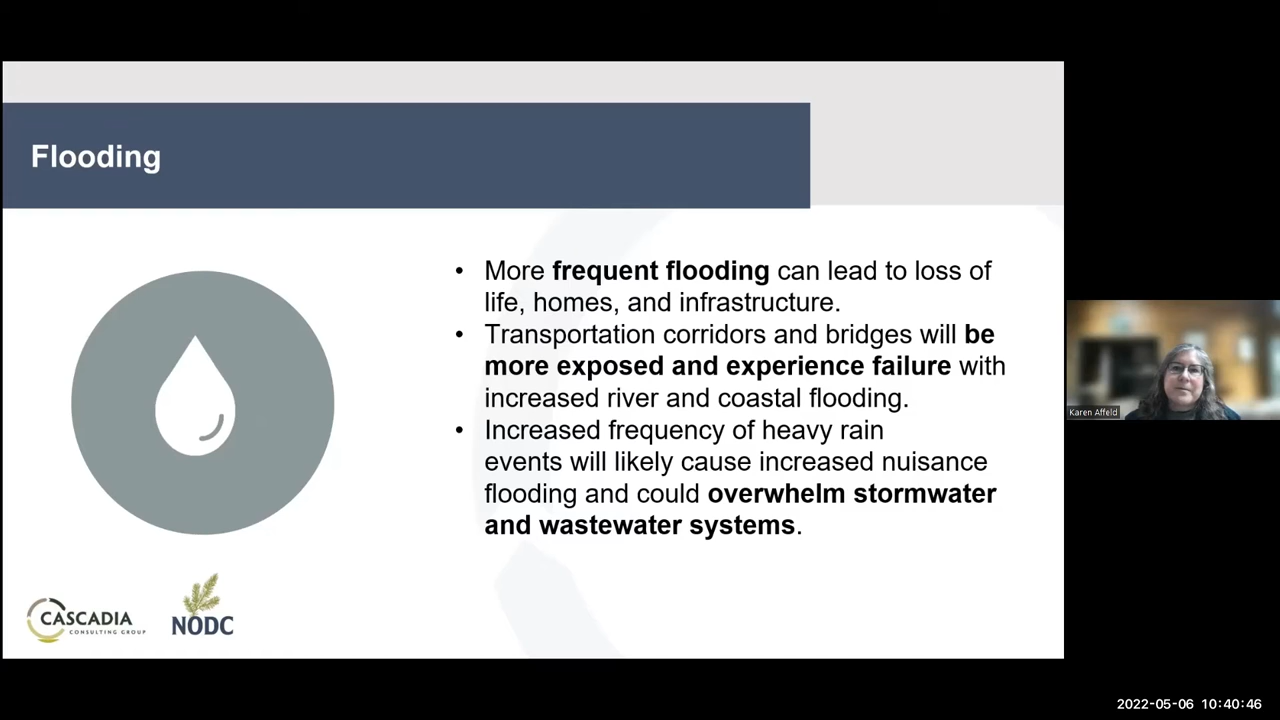 Flooding
• More frequent flooding can lead to loss of
life, homes, and infrastructure.
• Transportation corridors and bridges will be
more exposed and experience failure with
increased river and coastal flooding.
• Increased frequency of heavy rain
events will likely cause increased nuisance
flooding and could overwhelm stormwater
and wastewater systems.
Karen Affeld
CASCADIA
CONSULTING GROUP
NODC
2022-05-06 10:40:46